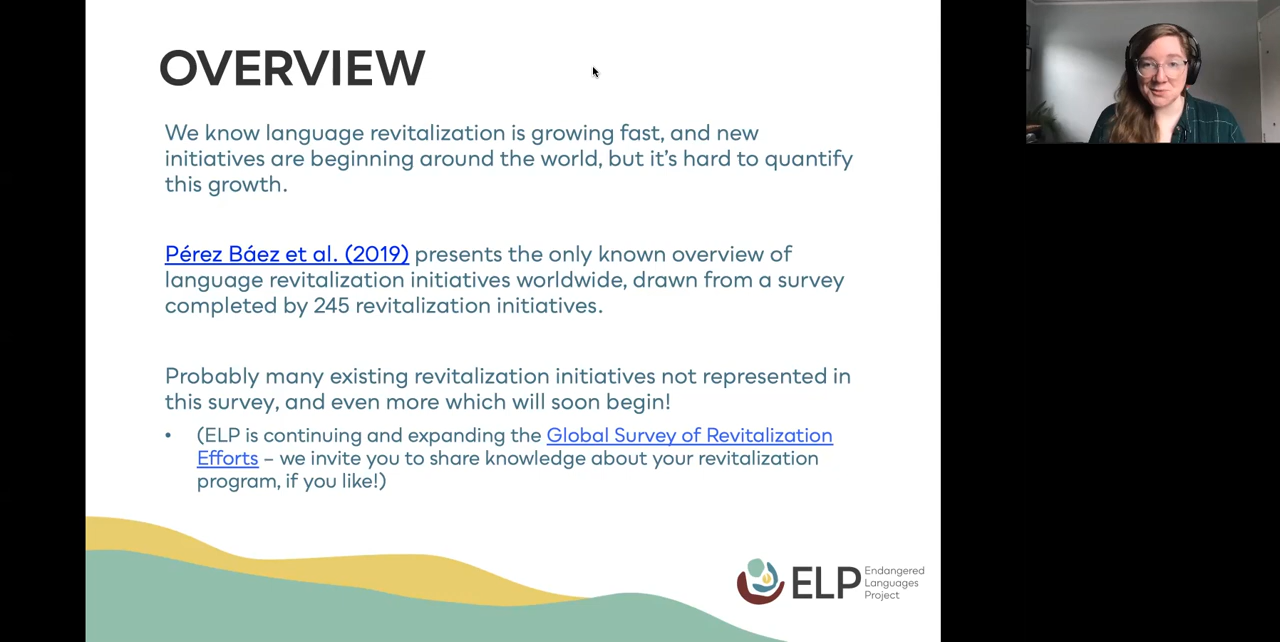 OVERVIEW
We know language revitalization is growing fast, and new
initiatives are beginning around the world, but it's hard to quantify
this growth.
Pérez Báez et al. (2019) presents the only known overview of
language revitalization initiatives worldwide, drawn from a survey
completed by 245 revitalization initiatives.
Probably many existing revitalization initiatives not represented in
this survey, and even more which will soon begin!
• (ELP is continuing and expanding the Global Survey of Revitalization
Efforts – we invite you to share knowledge about your revitalization
program, if you like!)
ELP
Endangered
Languages
Project